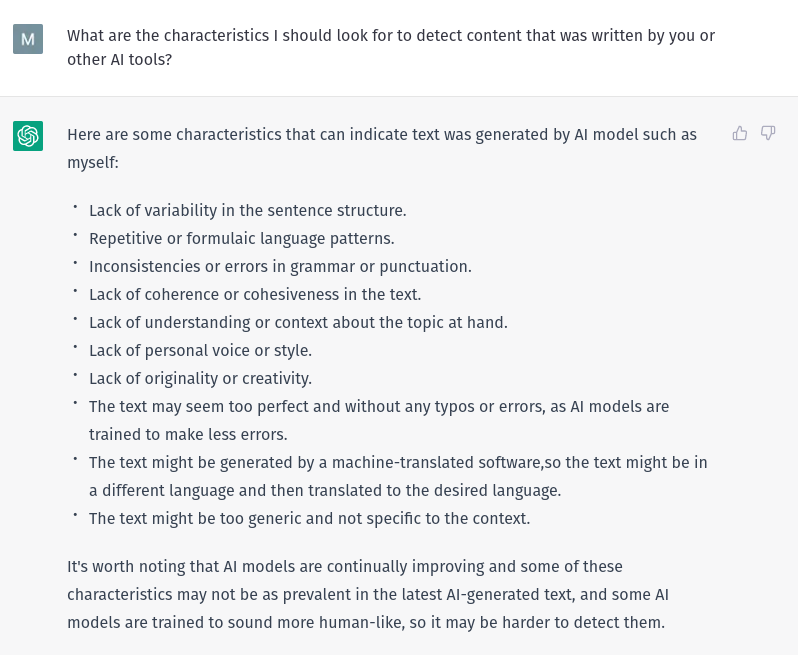 M
What are the characteristics I should look for to detect content that was written by you or
other AI tools?
Here are some characteristics that can indicate text was generated by AI model such as
myself:
• Lack of variability in the sentence structure.
• Repetitive or formulaic language patterns.
• Inconsistencies or errors in grammar or punctuation.
• Lack of coherence or cohesiveness in the text.
• Lack of understanding or context about the topic at hand.
• Lack of personal voice or style.
• Lack of originality or creativity.
• The text may seem too perfect and without any typos or errors, as AI models are
trained to make less errors.
• The text might be generated by a machine-translated software,so the text might be in
a different language and then translated to the desired language.
• The text might be too generic and not specific to the context.
It's worth noting that AI models are continually improving and some of these
characteristics may not be as prevalent in the latest AI-generated text, and some AI
models are trained to sound more human-like, so it may be harder to detect them.